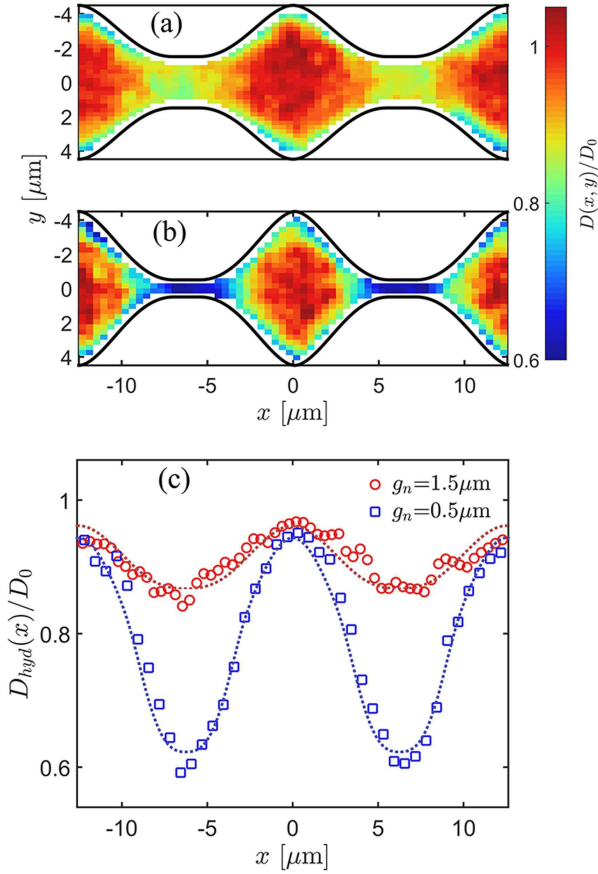 (a)
-4
-2
0
2
4
y [μm]
1
0.8
0.6
D(x, y)/D₀
(b)
-4
-2
0
2
4
-10 -5 0 5 10
x [μm]
(c)
gₙ=1.5μm
gₙ=0.5μm
1
0.8
0.6
D_hyd(x)/D₀
-10 -5 0 5 10
x [μm]